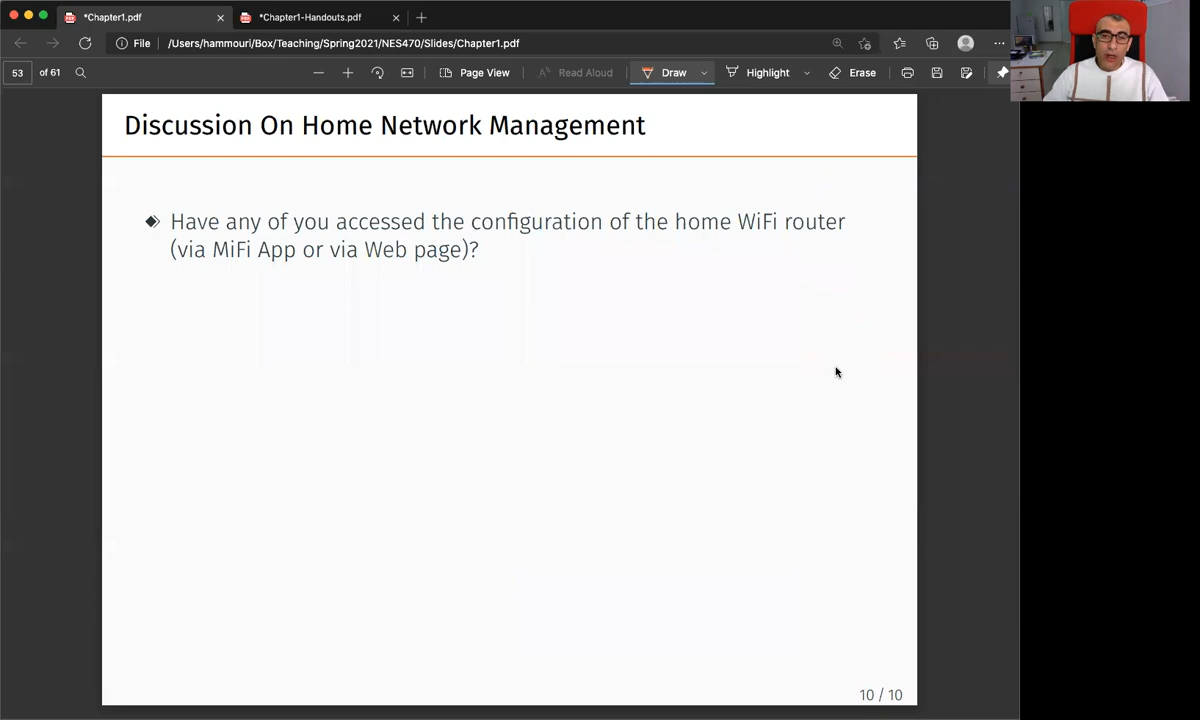 *Chapter1.pdf
*Chapter1-Handouts.pdf
File
/Users/hammouri/Box/Teaching/Spring2021/NES470/Slides/Chapter1.pdf
53 of 61
Page View
Read Aloud
Draw
Highlight
Erase
Discussion On Home Network Management
Have any of you accessed the configuration of the home WiFi router
(via MiFi App or via Web page)?
10 / 10